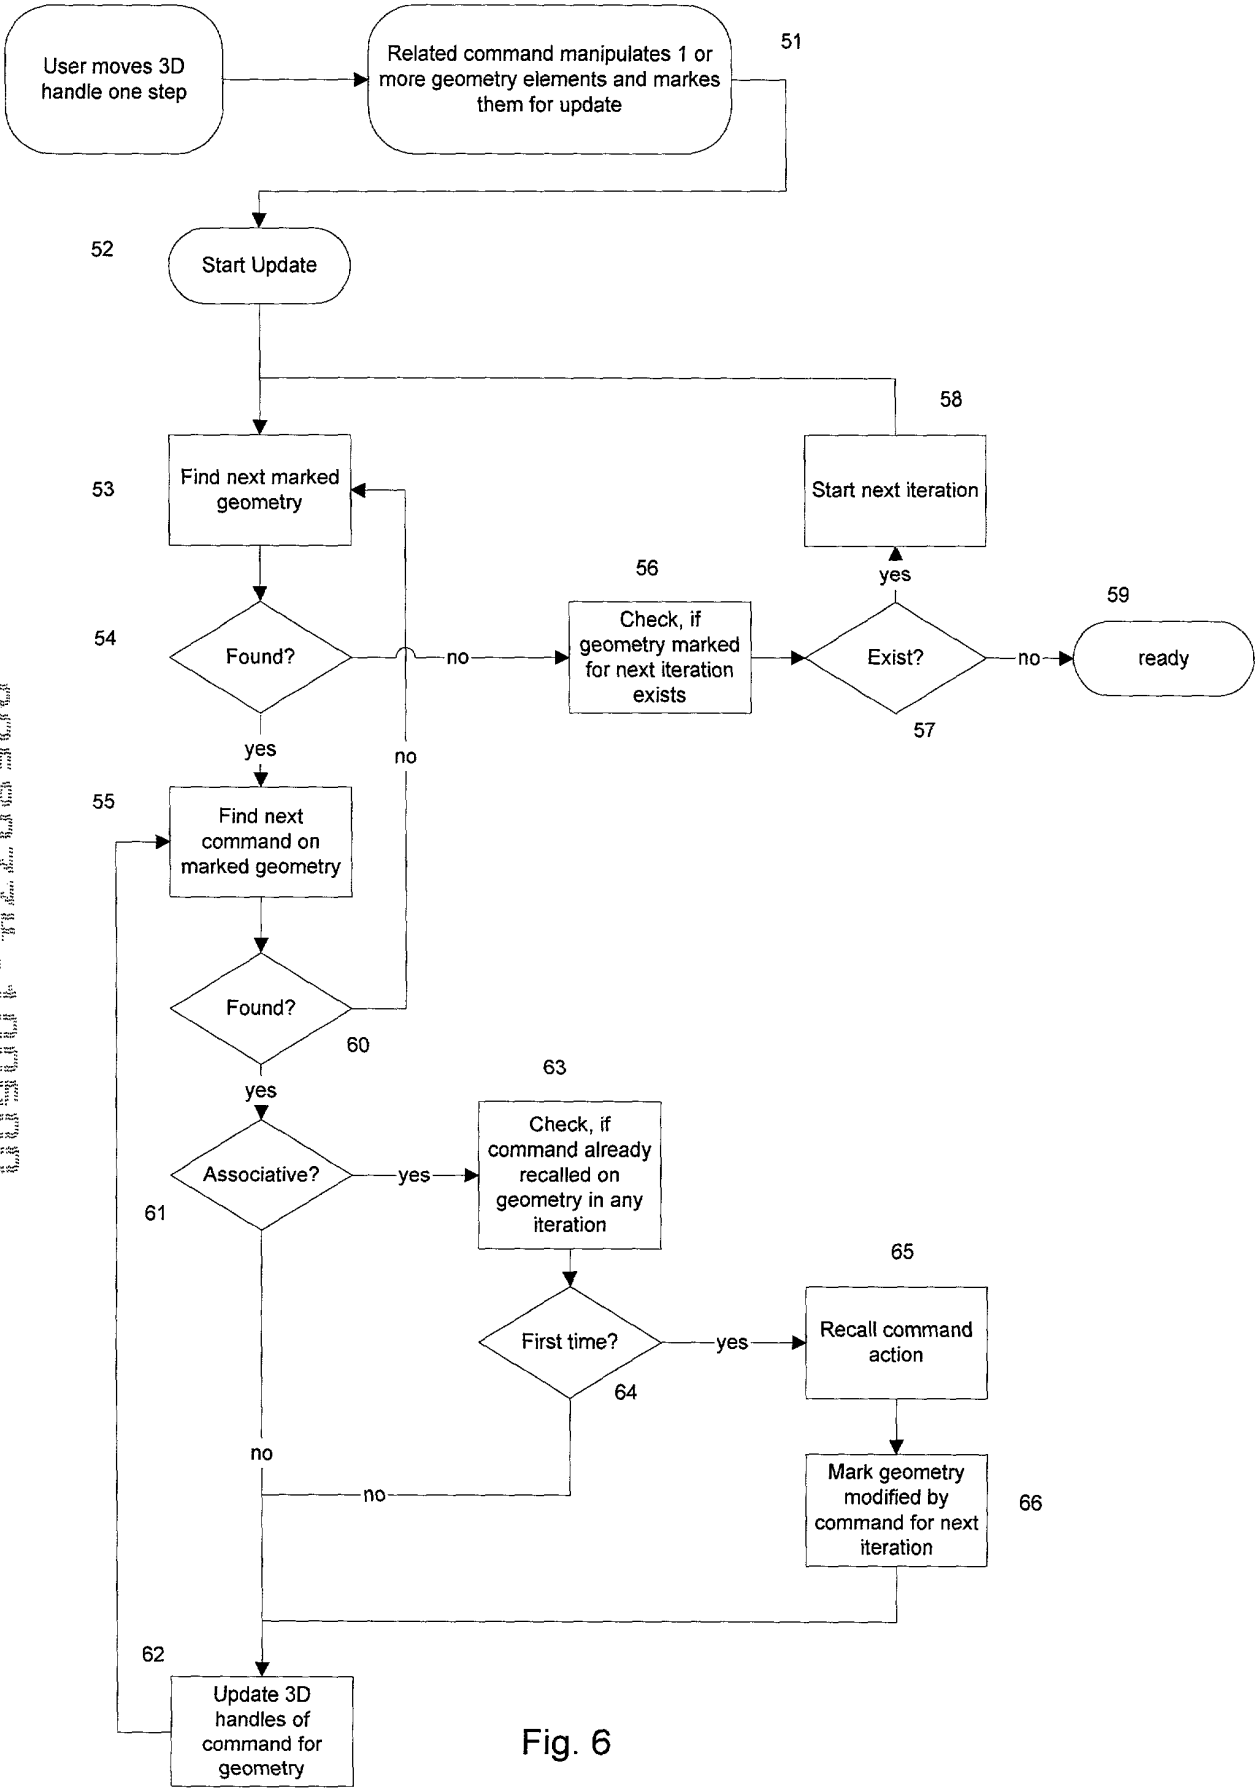 User moves 3D
handle one step
Related command manipulates 1 or
more geometry elements and markes
them for update
51
52
Start Update
58
53
Find next marked
geometry
Start next iteration
yes
56
59
54
Found?
no
Check, if
geometry marked
for next iteration
exists
Exist?
no
ready
57
yes
no
55
Find next
command on
marked geometry
Found?
60
yes
63
Associative?
yes
Check, if
command already
recalled on
geometry in any
iteration
61
65
First time?
yes
Recall command
action
64
no
no
Mark geometry
modified by
command for next
iteration
66
62
Update 3D
handles of
command for
geometry
Fig. 6